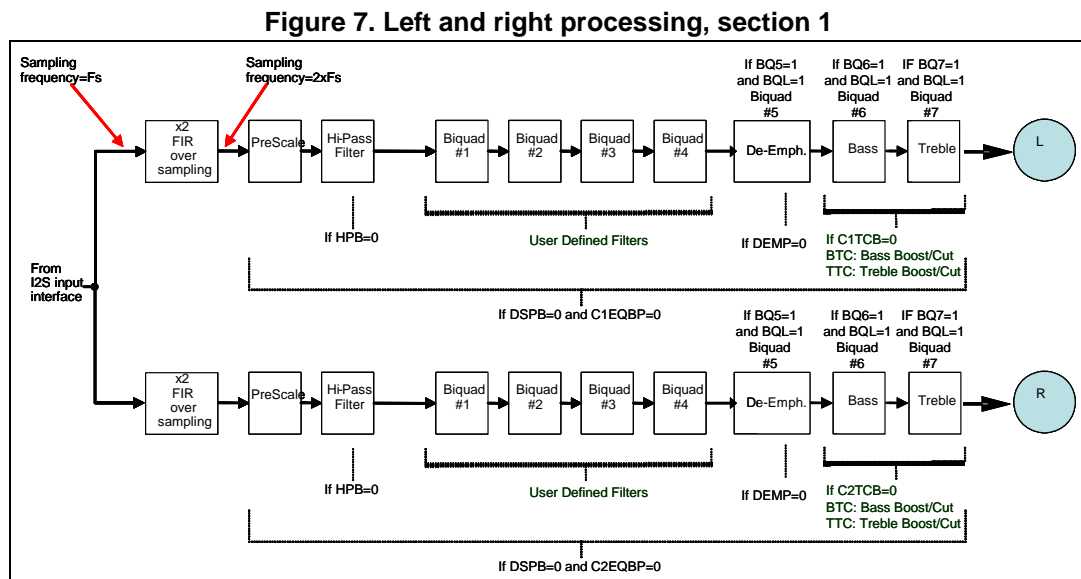 Figure 7. Left and right processing, section 1
Sampling
frequency=Fs
Sampling
frequency=2xFs
If BQ5=1
and BQL=1
Biquad
#5
If BQ6=1
and BQL=1
Biquad
#6
IF BQ7=1
and BQL=1
Biquad
#7
x2
FIR
over
sampling
PreScale
Hi-Pass
Filter
Biquad
#1
Biquad
#2
Biquad
#3
Biquad
#4
De-Emph.
Bass
Treble
L
If HPB=0
User Defined Filters
If DEMP=0
If C1TCB=0
BTC: Bass Boost/Cut
TTC: Treble Boost/Cut
From
I2S input
interface
If DSPB=0 and C1EQBP=0
If BQ5=1
and BQL=1
Biquad
#5
If BQ6=1
and BQL=1
Biquad
#6
IF BQ7=1
and BQL=1
Biquad
#7
x2
FIR
over
sampling
PreScale
Hi-Pass
Filter
Biquad
#1
Biquad
#2
Biquad
#3
Biquad
#4
De-Emph.
Bass
Treble
R
If HPB=0
User Defined Filters
If DEMP=0
If C2TCB=0
BTC: Bass Boost/Cut
TTC: Treble Boost/Cut
If DSPB=0 and C2EQBP=0